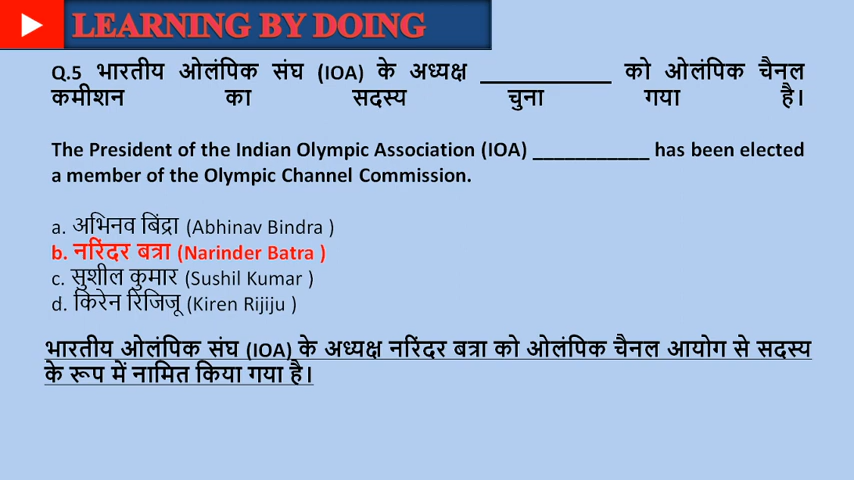 LEARNING BY DOING
Q.5 भारतीय ओलंपिक संघ (IOA) के अध्यक्ष ___________ को ओलंपिक चैनल
कमीशन का सदस्य चुना गया है।
The President of the Indian Olympic Association (IOA) ___________ has been elected
a member of the Olympic Channel Commission.
a. अभिनव बिंद्रा (Abhinav Bindra )
b. नरिंदर बत्रा (Narinder Batra )
c. सुशील कुमार (Sushil Kumar )
d. किरेन रिजिजू (Kiren Rijiju )
भारतीय ओलंपिक संघ (IOA) के अध्यक्ष नरिंदर बत्रा को ओलंपिक चैनल आयोग से सदस्य
के रूप में नामित किया गया है।